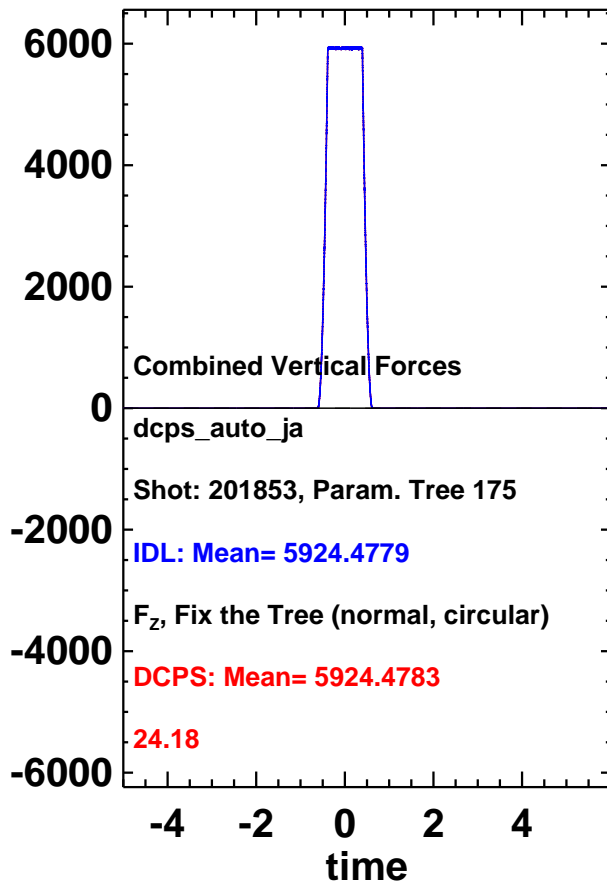 6000
4000
2000
Combined Vertical Forces
0
dcps_auto_ja
Shot: 201853, Param. Tree 175
-2000
IDL: Mean= 5924.4779
F_Z, Fix the Tree (normal, circular)
-4000
DCPS: Mean= 5924.4783
24.18
-6000
-4 -2 0 2 4
time